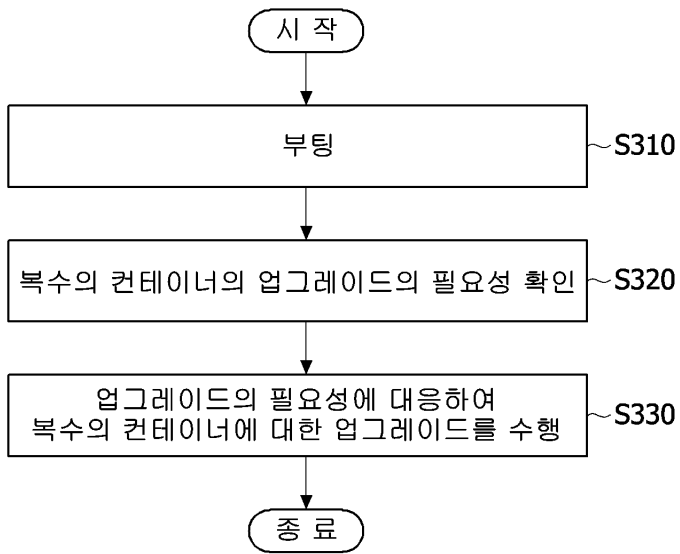 시 작
부팅
S310
복수의 컨테이너의 업그레이드의 필요성 확인
S320
업그레이드의 필요성에 대응하여
복수의 컨테이너에 대한 업그레이드를 수행
S330
종 료